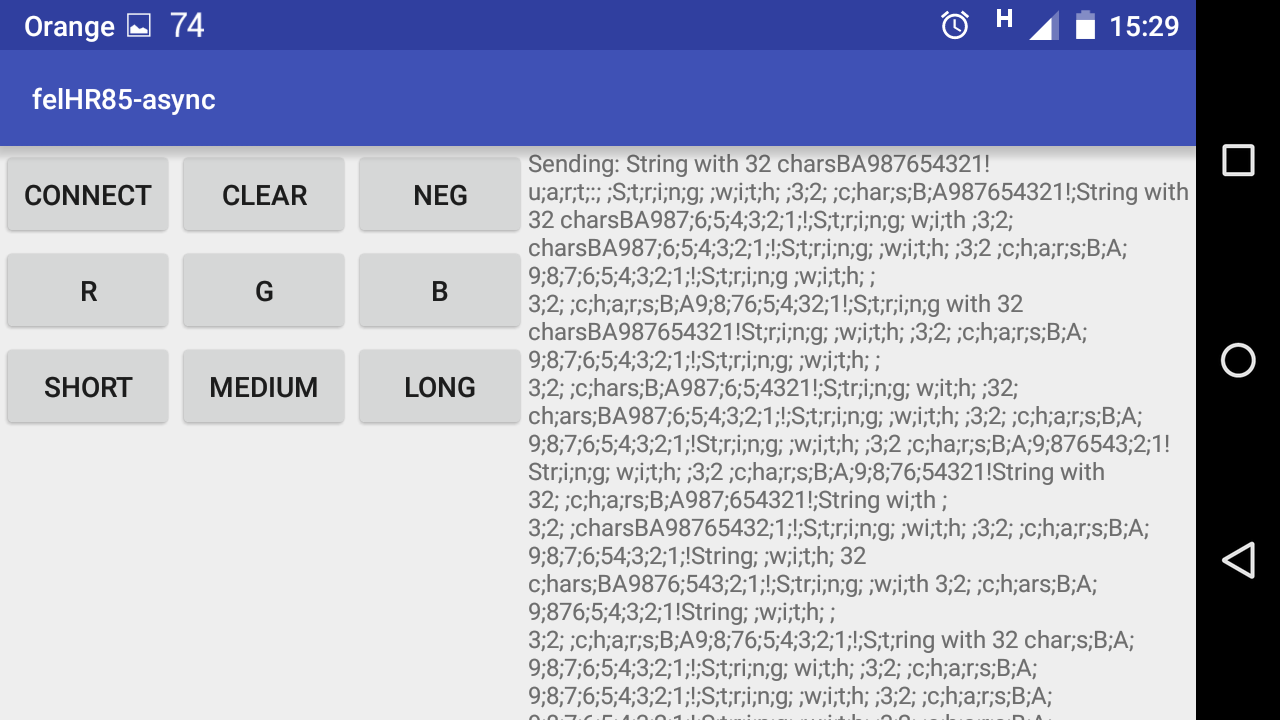 Orange 74 H 15:29
felHR85-async
CONNECT CLEAR NEG
R G B
SHORT MEDIUM LONG
Sending: String with 32 charsBA987654321!
u;a;r;t;:; ;S;t;r;i;n;g; ;w;i;t;h; ;3;2; ;c;har;s;B;A987654321!;String with
32 charsBA987;6;5;4;3;2;1;!;S;t;r;i;n;g; w;i;th ;3;2;
charsBA987;6;5;4;3;2;1;!;S;t;r;i;n;g; ;w;i;t;h; ;3;2 ;c;h;a;r;s;B;A;
9;8;7;6;5;4;3;2;1;!;S;t;r;i;n;g ;w;i;t;h; ;
3;2; ;c;h;a;r;s;B;A9;8;76;5;4;32;1!;S;t;r;i;n;g with 32
charsBA987654321!St;r;i;n;g; ;w;i;t;h; ;3;2; ;c;h;a;r;s;B;A;
9;8;7;6;5;4;3;2;1;!;S;t;r;i;n;g; ;w;i;t;h; ;
3;2; ;c;hars;B;A987;6;5;4321!;S;tr;i;n;g; w;it;h; ;32;
ch;ars;BA987;6;5;4;3;2;1;!;S;t;r;i;n;g; ;w;i;t;h; ;3;2; ;c;h;a;r;s;B;A;
9;8;7;6;5;4;3;2;1;!St;r;i;n;g; ;w;i;t;h; ;3;2 ;c;ha;r;s;B;A;9;876543;2;1!
Str;i;n;g; w;i;t;h; ;3;2 ;c;ha;r;s;B;A;9;8;76;54321!String with
32; ;c;h;a;rs;B;A987;654321!;String wi;th ;
3;2; ;charsBA98765432;1;!;S;t;r;i;n;g; ;wi;t;h; ;3;2; ;c;h;a;r;s;B;A;
9;8;7;6;54;3;2;1;!String; ;w;i;t;h; 32
c;hars;BA9876;543;2;1;!;S;tr;i;n;g; ;w;i;th 3;2; ;c;h;ars;B;A;
9;876;5;4;3;2;1!String; ;w;i;t;h; ;
3;2; ;c;h;a;r;s;B;A9;8;76;5;4;3;2;1;!;S;t;ring with 32 char;s;B;A;
9;8;7;6;5;4;3;2;1;!;S;t;ri;n;g; wi;t;h; ;3;2; ;c;h;a;r;s;B;A;
9;8;7;6;5;4;3;2;1;!;S;t;r;i;n;g; ;w;i;t;h; ;3;2; ;c;h;a;r;s;B;A;